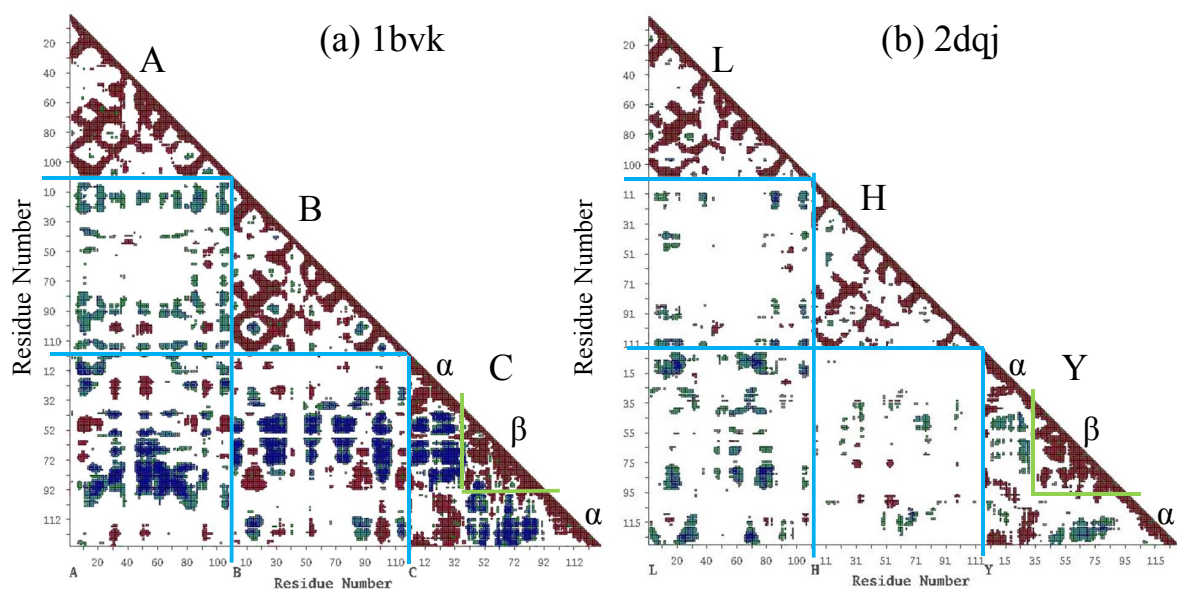 (a) 1bvk
(b) 2dqj
A
L
B
H
α
C
β
α
α
Y
β
α
Residue Number
20
40
60
80
100
10
30
50
70
90
110
12
32
52
72
92
112
Residue Number
20
40
60
80
100
11
31
51
71
91
111
15
35
55
75
95
115
20 40 60 80 100 10 30 50 70 90 110 12 32 52 72 92 112
A B C
Residue Number
20 40 60 80 100 11 31 51 71 91 111 15 35 55 75 95 115
L H Y
Residue Number